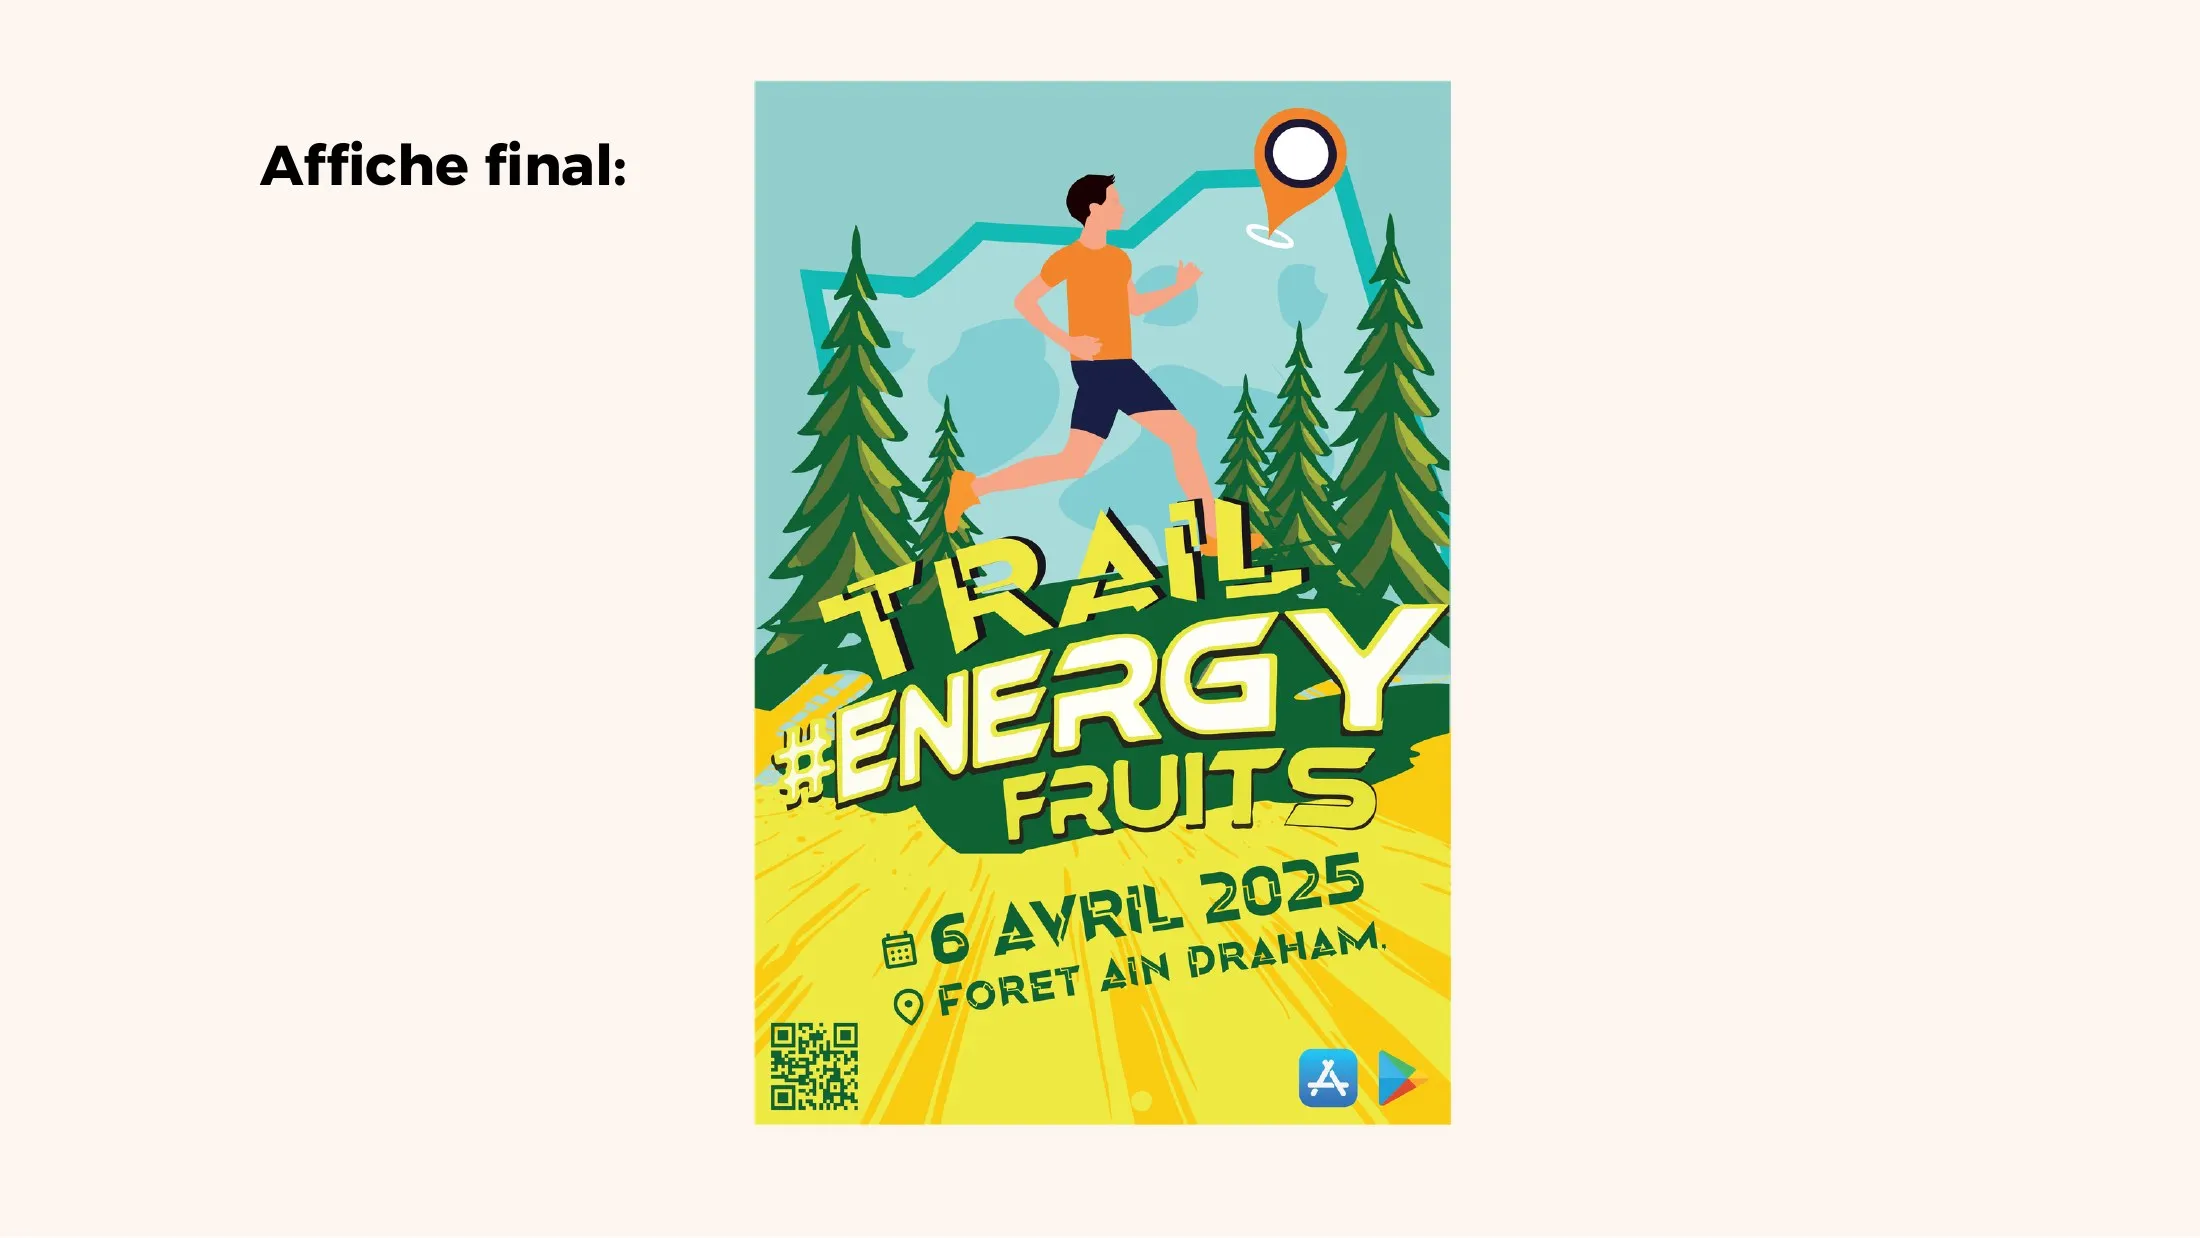 Affiche final:
TRAIL
#ENERGY
FRUITS
6 AVRIL 2025
FORET AIN DRAHAM.